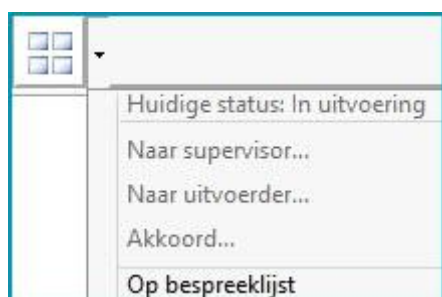 Huidige status: In uitvoering
Naar supervisor...
Naar uitvoerder...
Akkoord...
Op bespreeklijst